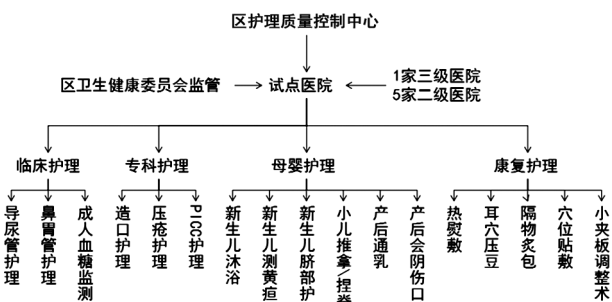 区护理质量控制中心
区卫生健康委员会监管
试点医院
1家三级医院
5家二级医院
临床护理
专科护理
母婴护理
康复护理
导尿管护理
鼻胃管护理
成人血糖监测
造口护理
压疮护理
PICC护理
新生儿沐浴
新生儿测黄疸
新生儿脐部护
小儿推拿/捏脊
产后通乳
产后会阴伤口
热熨敷
耳穴压豆
隔物灸包
穴位贴敷
小夹板调整术